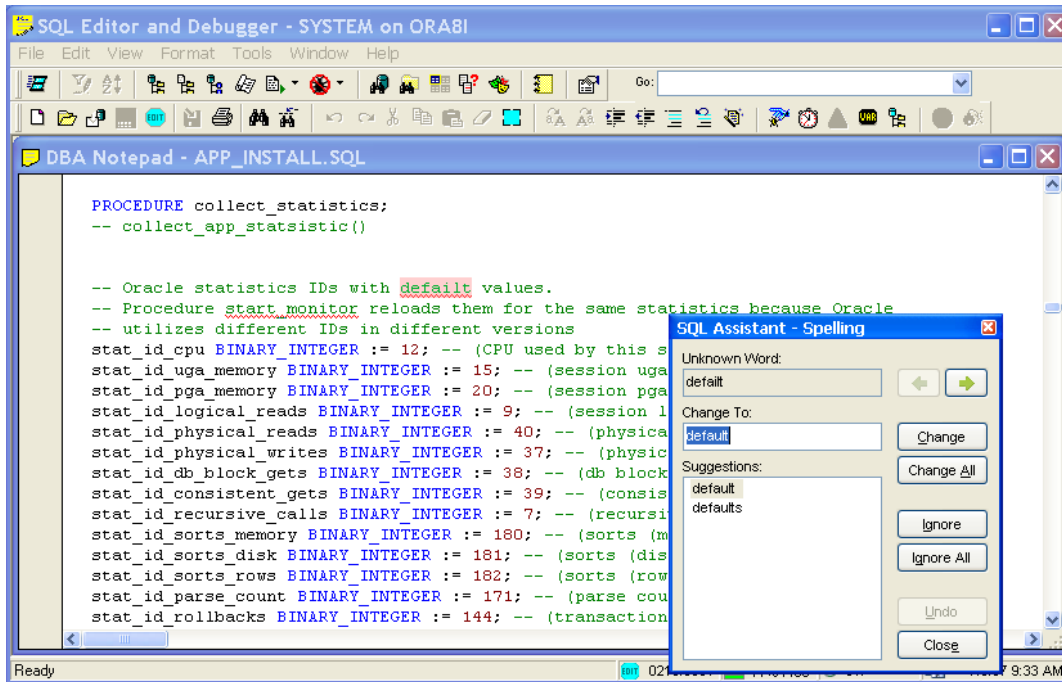 SQL Editor and Debugger - SYSTEM on ORA8I
File Edit View Format Tools Window Help
Go:
EDIT VAR
DBA Notepad - APP_INSTALL.SQL
PROCEDURE collect_statistics;
-- collect_app_statsistic()
-- Oracle statistics IDs with defailt values.
-- Procedure start_monitor reloads them for the same statistics because Oracle
-- utilizes different IDs in different versions
stat_id_cpu BINARY_INTEGER := 12; -- (CPU used by this s
stat_id_uga_memory BINARY_INTEGER := 15; -- (session uga
stat_id_pga_memory BINARY_INTEGER := 20; -- (session pga
stat_id_logical_reads BINARY_INTEGER := 9; -- (session l
stat_id_physical_reads BINARY_INTEGER := 40; -- (physica
stat_id_physical_writes BINARY_INTEGER := 37; -- (physic
stat_id_db_block_gets BINARY_INTEGER := 38; -- (db block
stat_id_consistent_gets BINARY_INTEGER := 39; -- (consis
stat_id_recursive_calls BINARY_INTEGER := 7; -- (recursi
stat_id_sorts_memory BINARY_INTEGER := 180; -- (sorts (m
stat_id_sorts_disk BINARY_INTEGER := 181; -- (sorts (dis
stat_id_sorts_rows BINARY_INTEGER := 182; -- (sorts (row
stat_id_parse_count BINARY_INTEGER := 171; -- (parse cou
stat_id_rollbacks BINARY_INTEGER := 144; -- (transaction
SQL Assistant - Spelling
Unknown Word:
defailt
Change To:
default
Change
Suggestions:
Change All
default
defaults
Ignore
Ignore All
Undo
Close
Ready
EDIT
9:33 AM